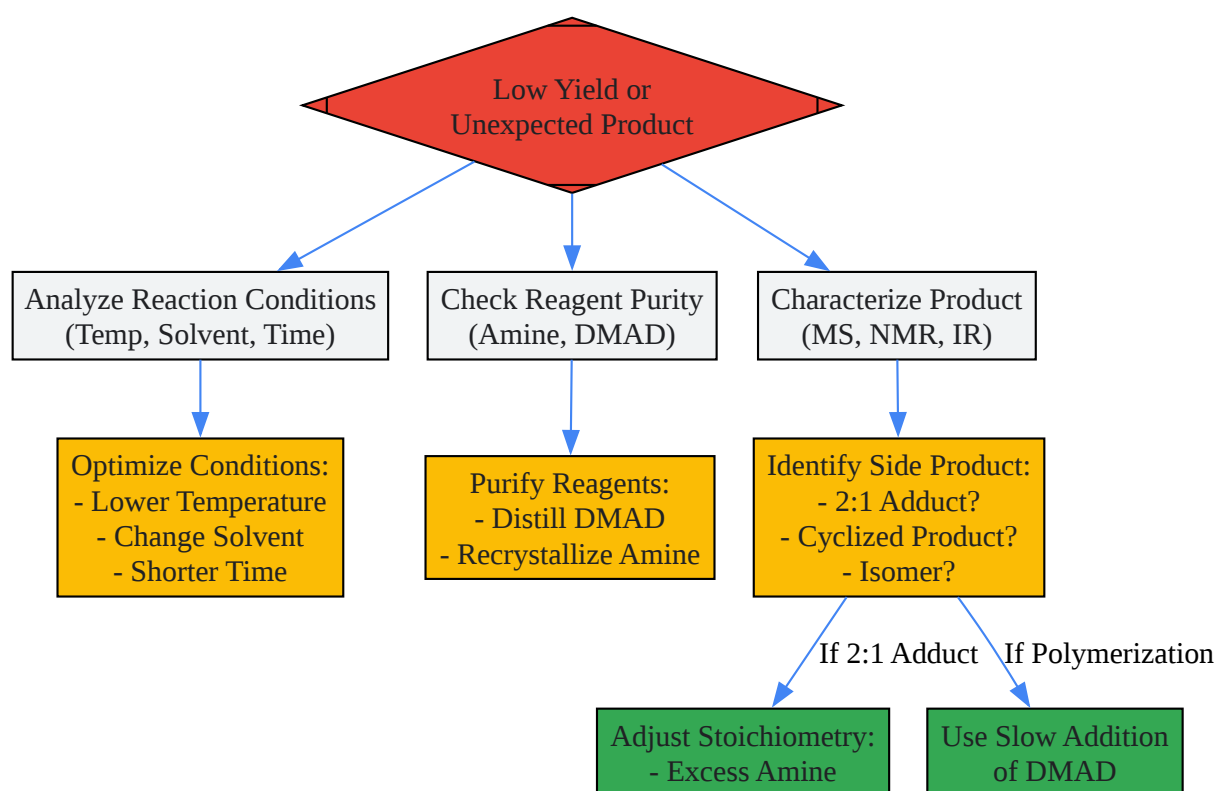 Low Yield or
Unexpected Product
Analyze Reaction Conditions
(Temp, Solvent, Time)
Check Reagent Purity
(Amine, DMAD)
Characterize Product
(MS, NMR, IR)
Optimize Conditions:
- Lower Temperature
- Change Solvent
- Shorter Time
Purify Reagents:
- Distill DMAD
- Recrystallize Amine
Identify Side Product:
- 2:1 Adduct?
- Cyclized Product?
- Isomer?
If 2:1 Adduct
If Polymerization
Adjust Stoichiometry:
- Excess Amine
Use Slow Addition
of DMAD